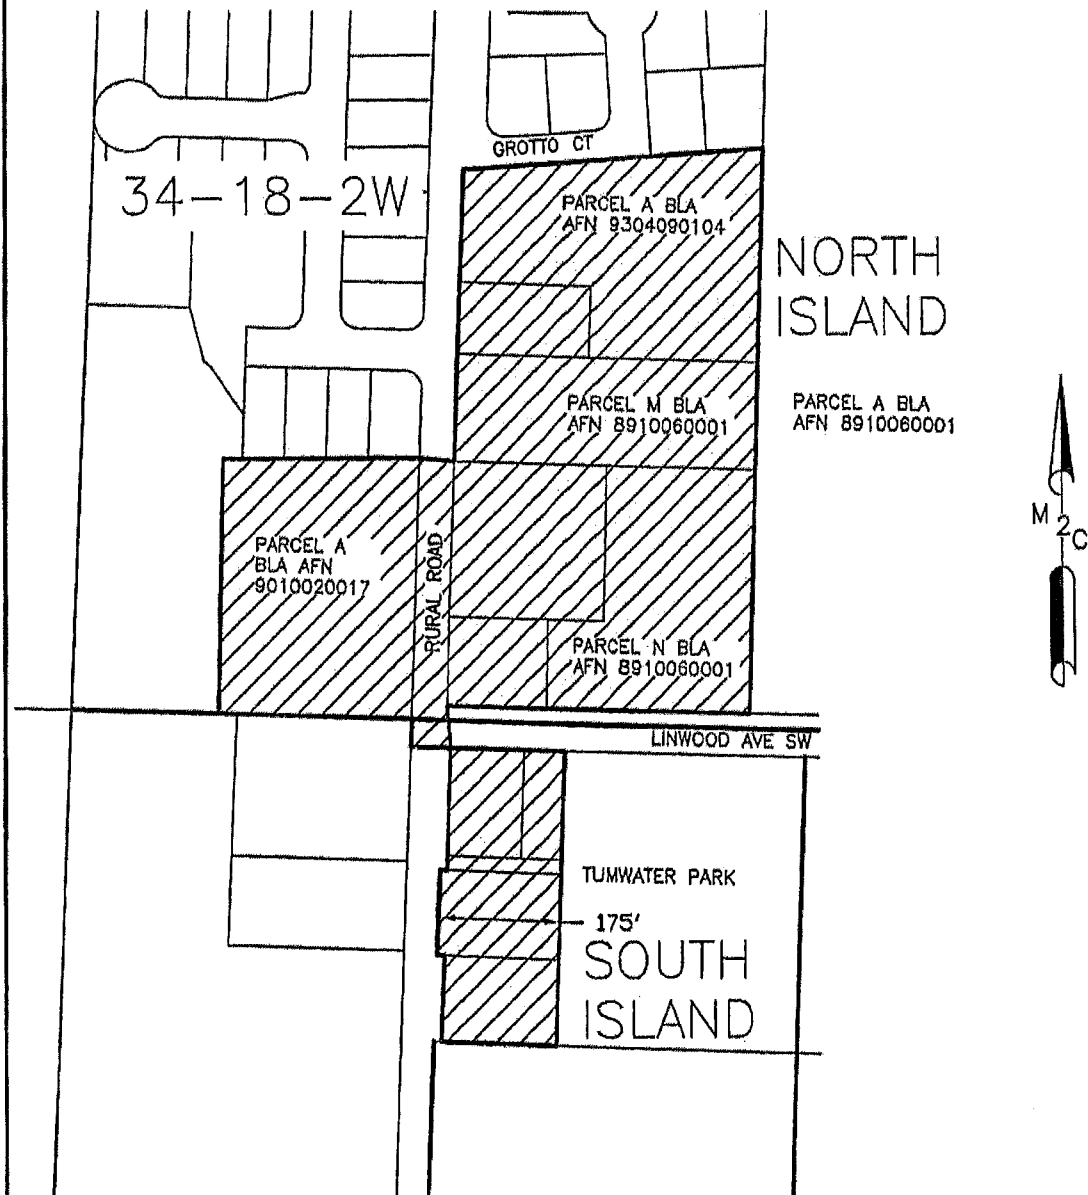 GROTTO CT
34-18-2W
PARCEL A BLA
AFN 9304090104
NORTH
ISLAND
PARCEL M BLA
AFN 8910060001
PARCEL A BLA
AFN 8910060001
M2C
PARCEL A
BLA AFN
9010020017
RURAL ROAD
PARCEL N BLA
AFN 8910060001
LINWOOD AVE SW
TUMWATER PARK
175'
SOUTH
ISLAND